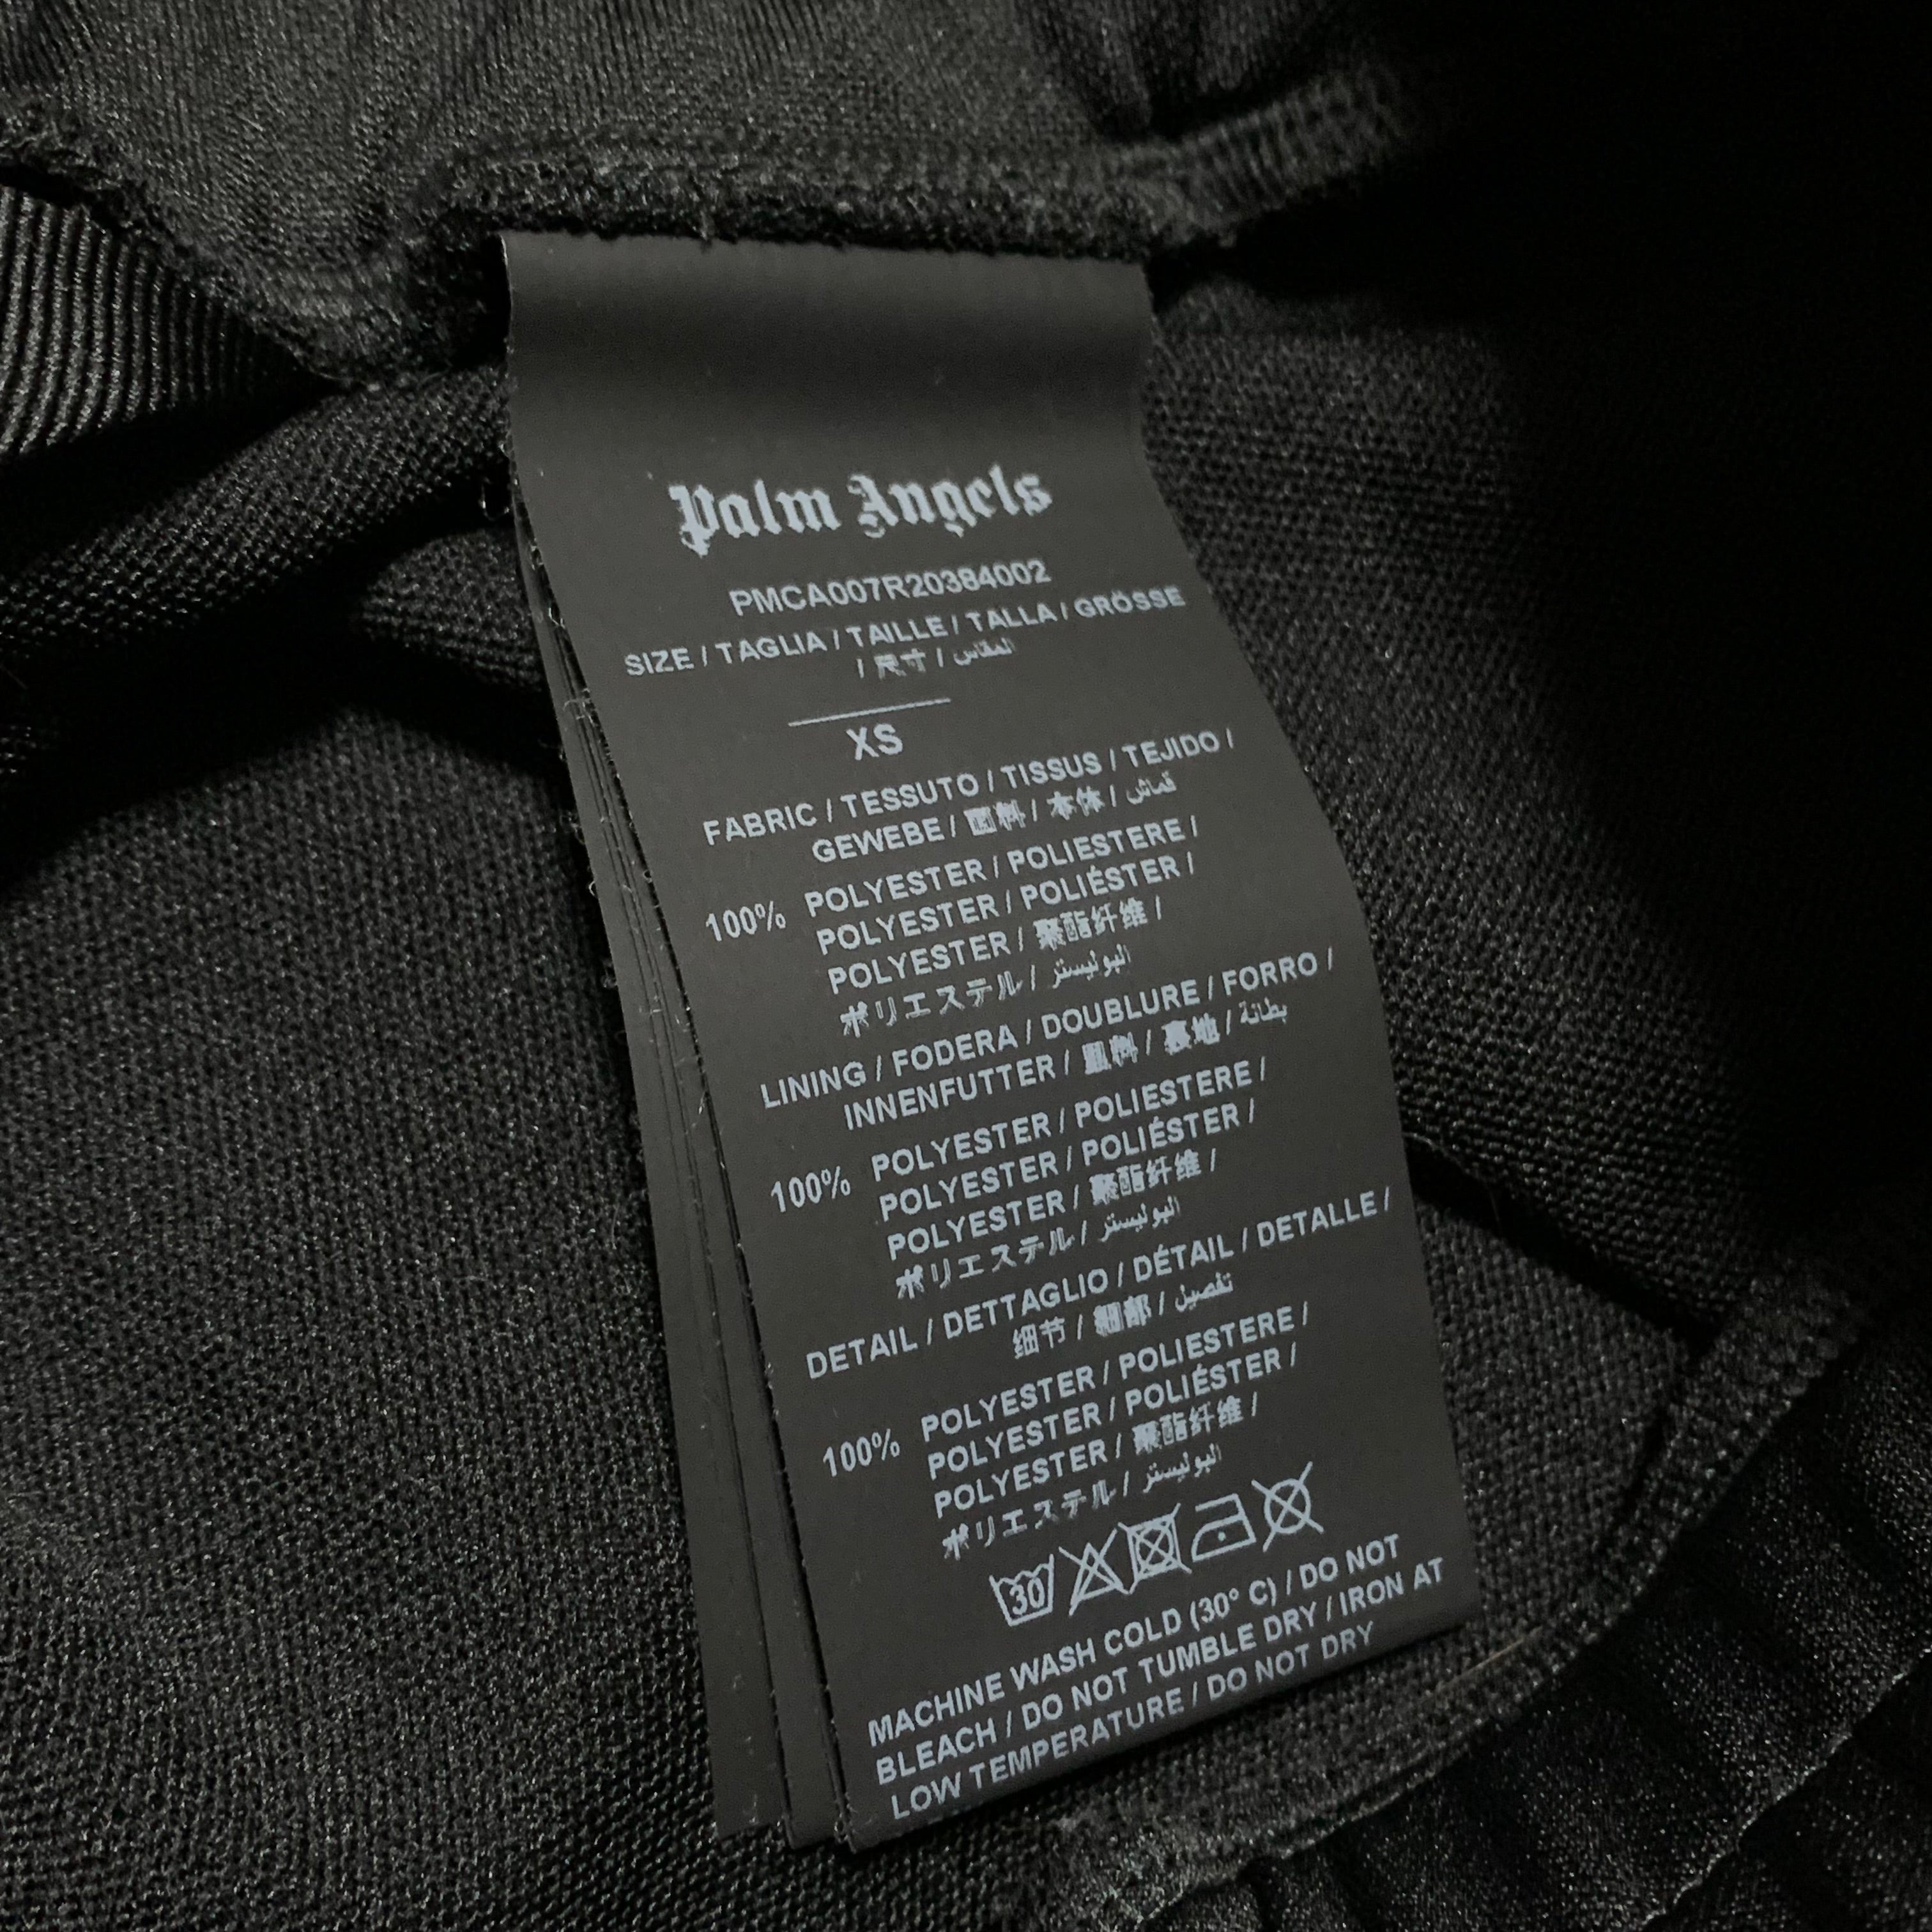 Palm Angels
PMCA007R20384002
SIZE / TAGLIA / TAILLE / TALLA / GRÖSSE
/ 尺寸 / المقاس
XS
FABRIC / TESSUTO / TISSUS / TEJIDO /
GEWEBE / 面料 / 本体 / قماش
100% POLYESTER / POLIESTERE /
POLYESTER / POLIÉSTER /
POLYESTER / 聚酯纤维 /
ポリエステル / البوليستر
LINING / FODERA / DOUBLURE / FORRO /
INNENFUTTER / 里料 / 裏地 / بطانة
100% POLYESTER / POLIESTERE /
POLYESTER / POLIÉSTER /
POLYESTER / 聚酯纤维 /
ポリエステル / البوليستر
DETAIL / DETTAGLIO / DÉTAIL / DETALLE /
细节 / 細部 / تفصيل
100% POLYESTER / POLIESTERE /
POLYESTER / POLIÉSTER /
POLYESTER / 聚酯纤维 /
ポリエステル / البوليستر
30
MACHINE WASH COLD (30° C) / DO NOT
BLEACH / DO NOT TUMBLE DRY / IRON AT
LOW TEMPERATURE / DO NOT DRY